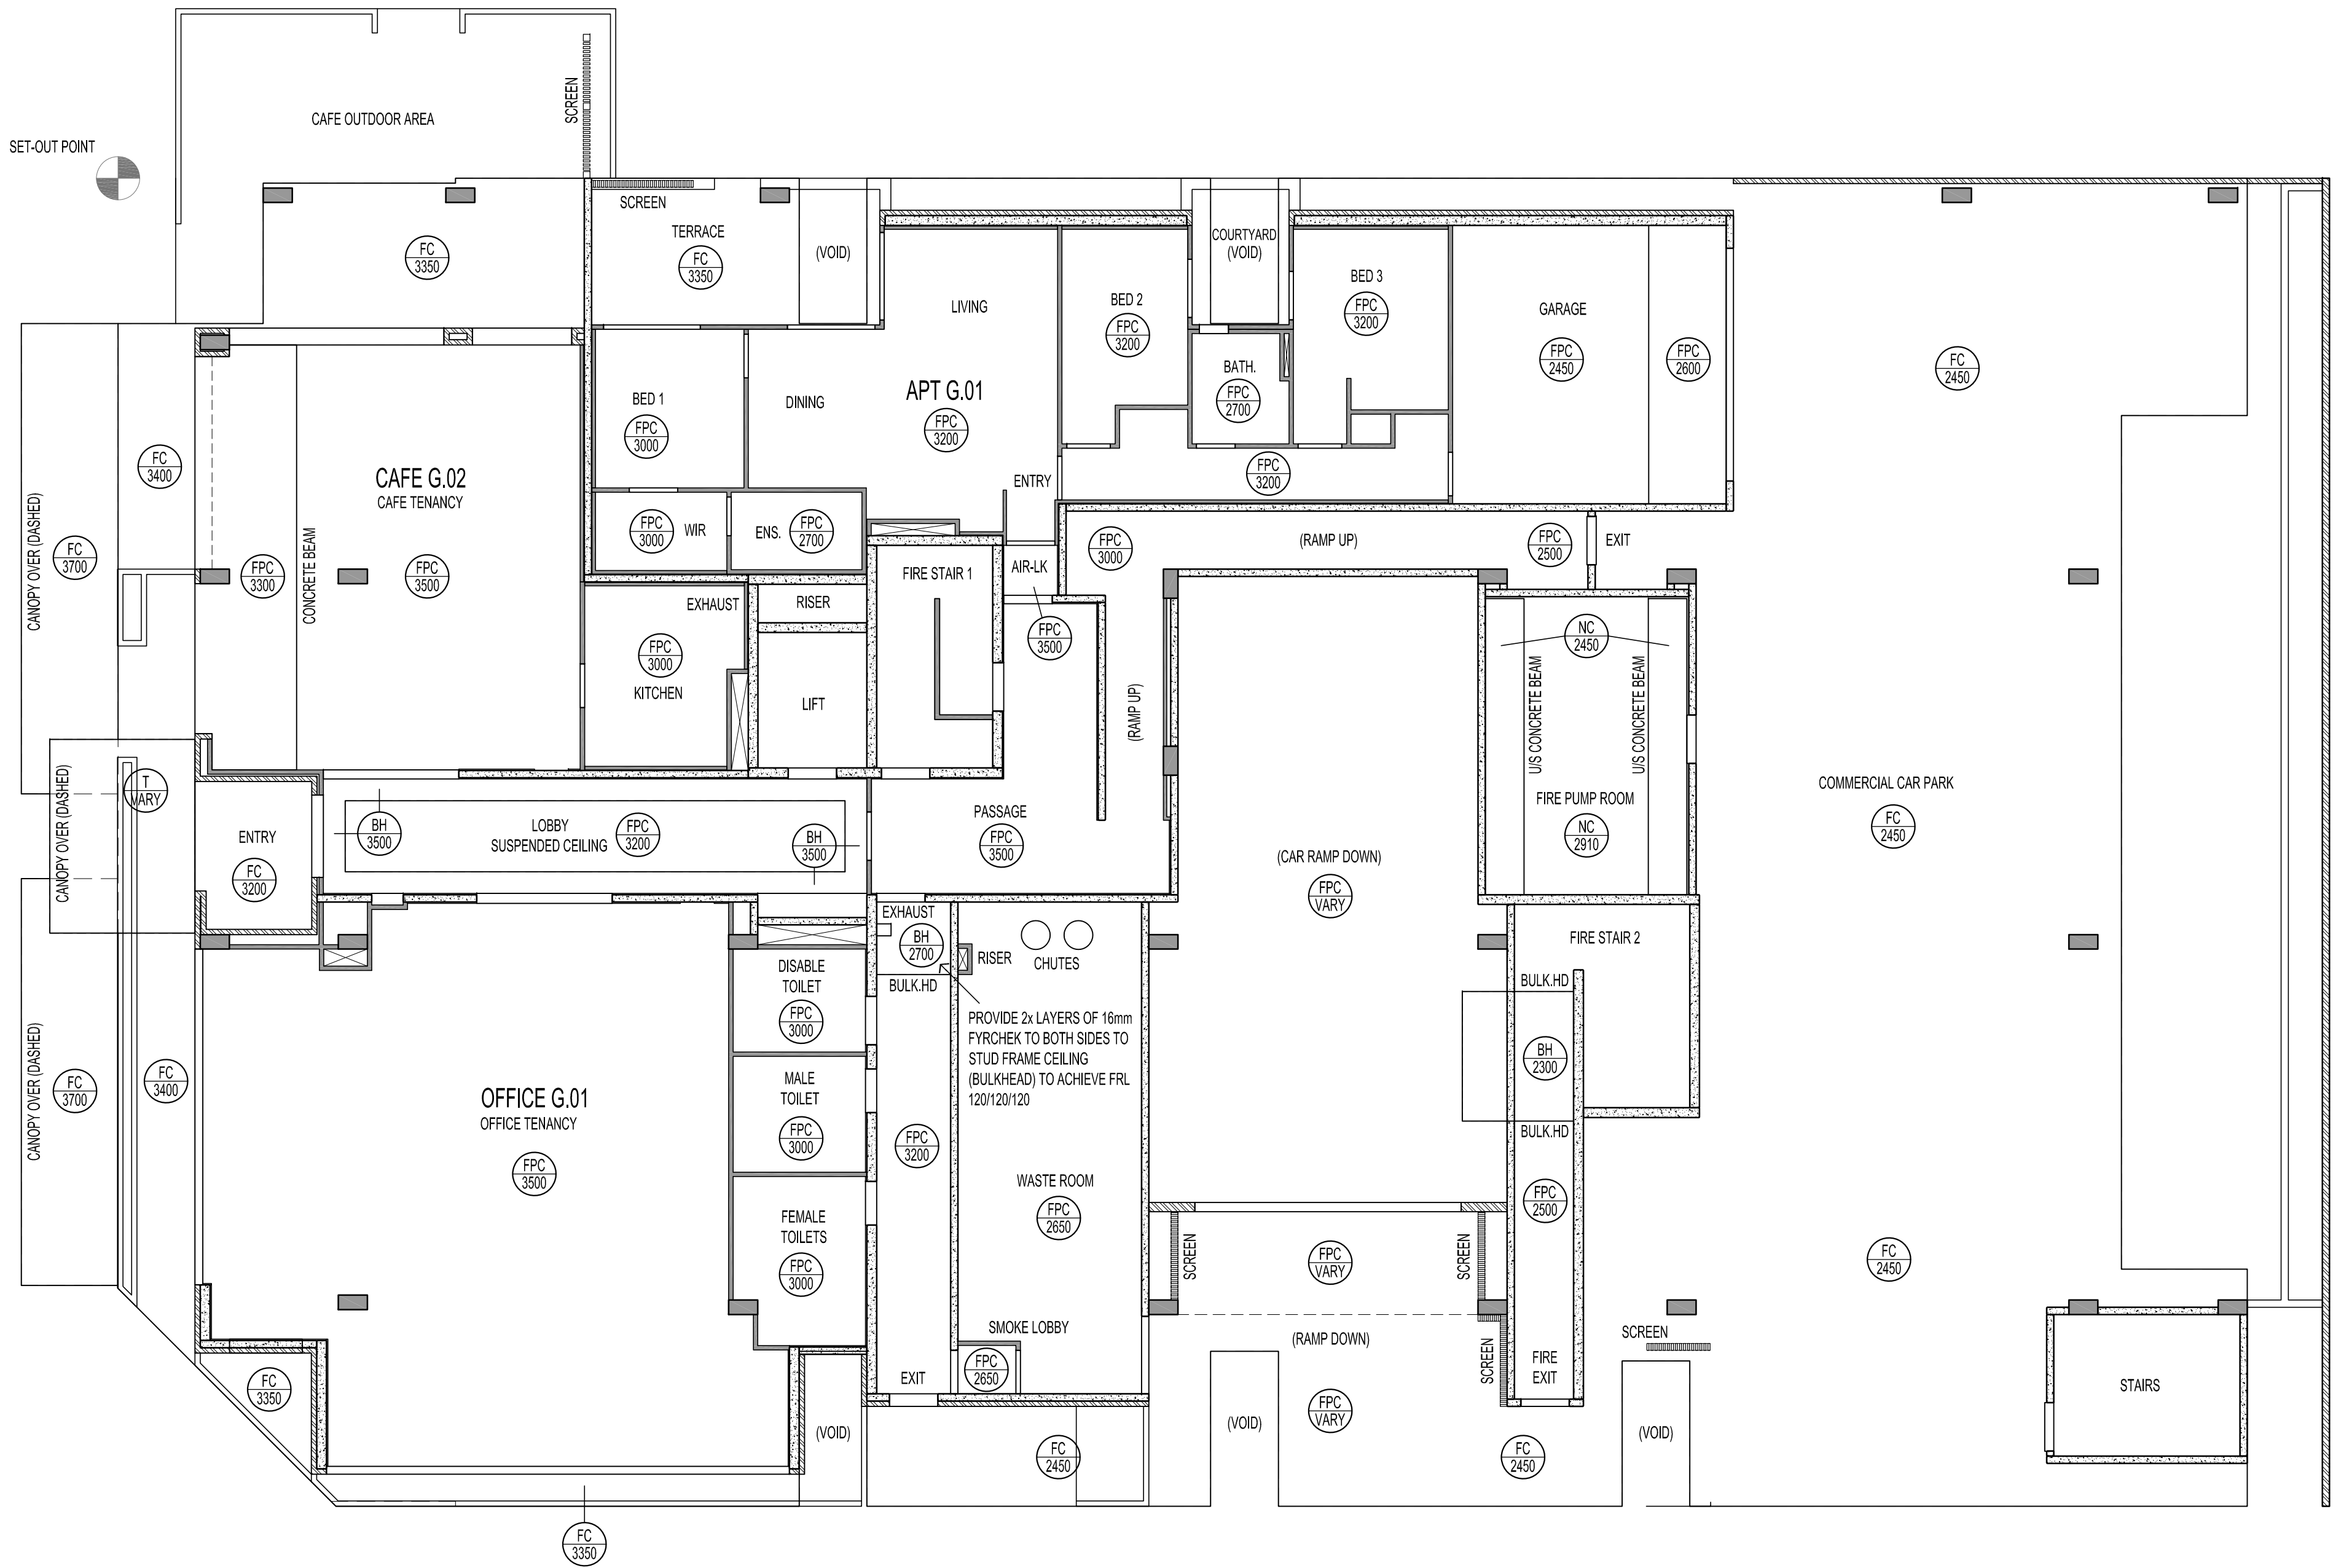 CAFE OUTDOOR AREA
SCREEN
SET-OUT POINT
SCREEN
TERRACE
FC
3350
(VOID)
COURTYARD
(VOID)
FC
3350
LIVING
BED 2
FPC
3200
BED 3
FPC
3200
BATH.
FPC
2700
GARAGE
FPC
2450
FPC
2600
FC
2450
BED 1
FPC
3000
DINING
APT G.01
FPC
3200
ENTRY
FPC
3200
FC
3400
CAFE G.02
CAFE TENANCY
FPC
3000
WIR
ENS.
FPC
2700
CANOPY OVER (DASHED)
FC
3700
FPC
3300
CONCRETE BEAM
FPC
3500
EXHAUST
FPC
3000
KITCHEN
RISER
LIFT
FIRE STAIR 1
AIR-LK
FPC
3500
FPC
3000
(RAMP UP)
FPC
2500
EXIT
(RAMP UP)
NC
2450
U/S CONCRETE BEAM
U/S CONCRETE BEAM
FIRE PUMP ROOM
NC
2910
COMMERCIAL CAR PARK
FC
2450
CANOPY OVER (DASHED)
T
VARY
ENTRY
FC
3200
BH
3500
LOBBY
SUSPENDED CEILING
FPC
3200
BH
3500
PASSAGE
FPC
3500
(CAR RAMP DOWN)
FPC
VARY
EXHAUST
BH
2700
BULK.HD
RISER
CHUTES
FIRE STAIR 2
BULK.HD
BH
2300
BULK.HD
FPC
2500
DISABLE
TOILET
FPC
3000
PROVIDE 2x LAYERS OF 16mm
FYRCHEK TO BOTH SIDES TO
STUD FRAME CEILING
(BULKHEAD) TO ACHIEVE FRL
120/120/120
CANOPY OVER (DASHED)
FC
3700
FC
3400
OFFICE G.01
OFFICE TENANCY
FPC
3500
MALE
TOILET
FPC
3000
FPC
3200
WASTE ROOM
FPC
2650
FEMALE
TOILETS
FPC
3000
SCREEN
FPC
VARY
SCREEN
FC
2450
SMOKE LOBBY
FPC
2650
EXIT
(RAMP DOWN)
SCREEN
FIRE
EXIT
SCREEN
STAIRS
FC
3350
(VOID)
FC
2450
(VOID)
FPC
VARY
FC
2450
(VOID)
FC
3350